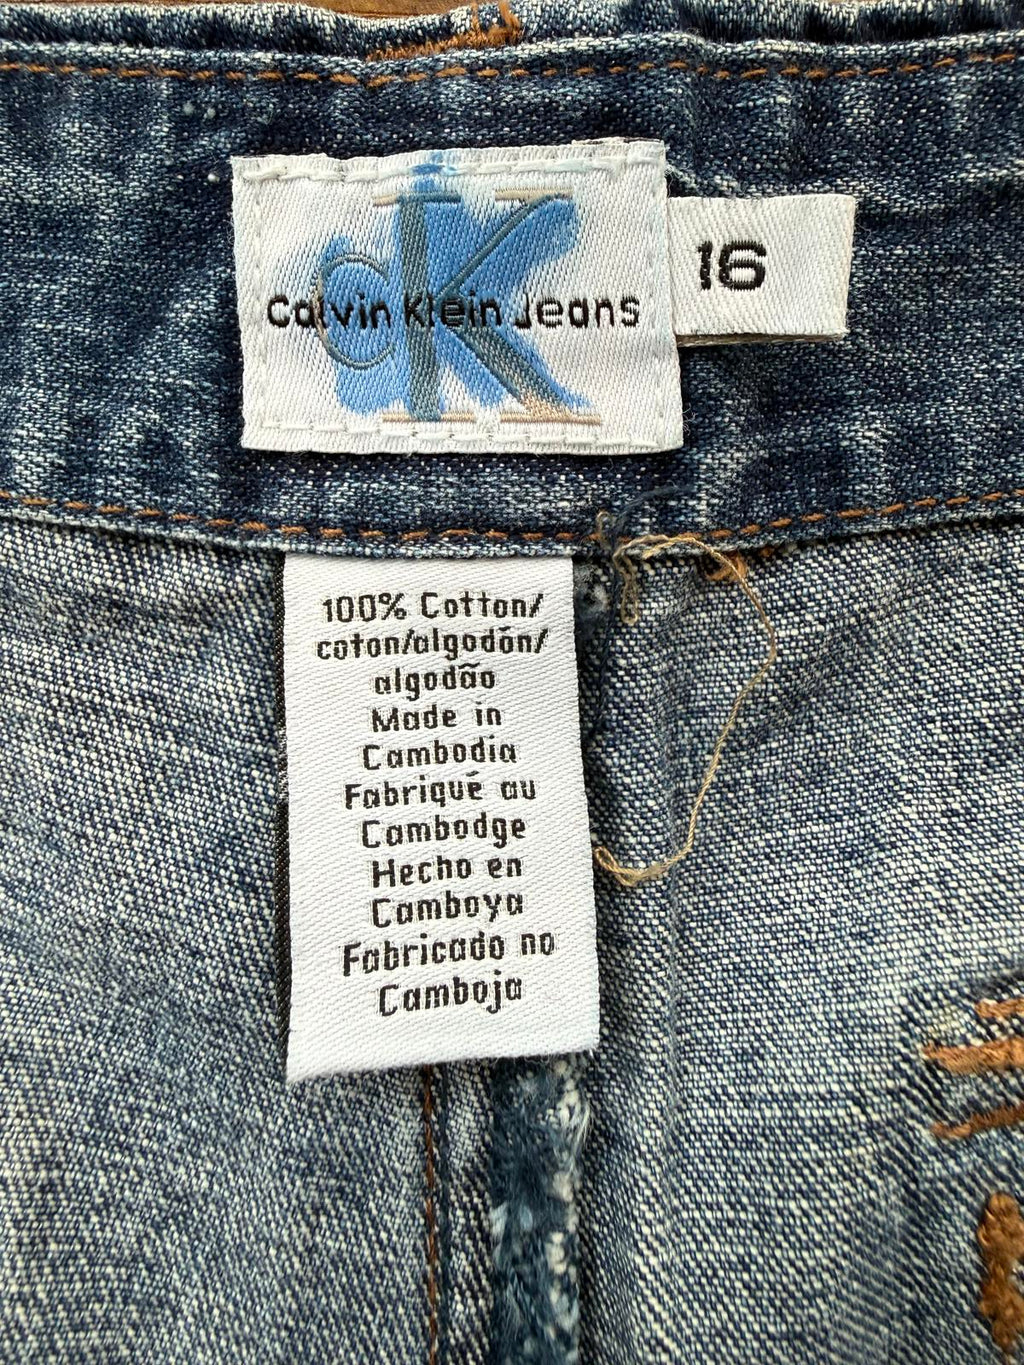 CK
Calvin Klein Jeans
16
100% Cotton/
coton/algodón/
algodão
Made in
Cambodia
Fabriqué au
Cambodge
Hecho en
Camboya
Fabricado no
Camboja